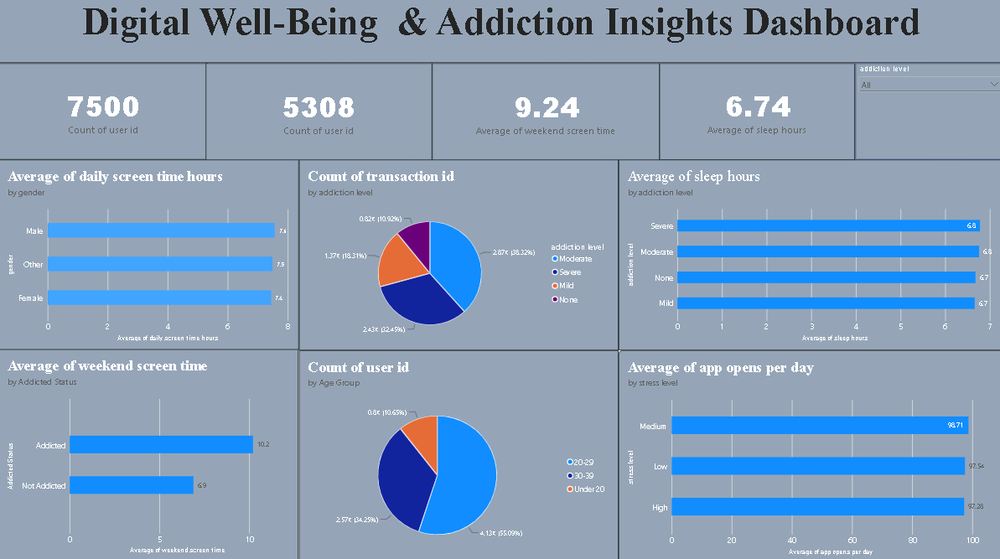 Digital Well-Being & Addiction Insights Dashboard
7500
Count of user id
5308
Count of user id
9.24
Average of weekend screen time
6.74
Average of sleep hours
addiction level
All
Average of daily screen time hours
by gender
gender
Male
7.6
Other
7.5
Female
7.4
0 2 4 6 8
Average of daily screen time hours
Count of transaction id
by addiction level
0.82K (10.92%)
1.37K (18.31%)
2.87K (38.32%)
2.43K (32.45%)
addiction level
Moderate
Severe
Mild
None
Average of sleep hours
by addiction level
addiction level
Severe
6.8
Moderate
6.8
None
6.7
Mild
6.7
0 1 2 3 4 5 6 7
Average of sleep hours
Average of weekend screen time
by Addicted Status
Addicted Status
Addicted
10.2
Not Addicted
6.9
0 5 10
Average of weekend screen time
Count of user id
by Age Group
0.8K (10.65%)
2.57K (34.25%)
4.13K (55.09%)
20-29
30-39
Under 20
Average of app opens per day
by stress level
stress level
Medium
98.71
Low
97.54
High
97.28
0 20 40 60 80 100
Average of app opens per day